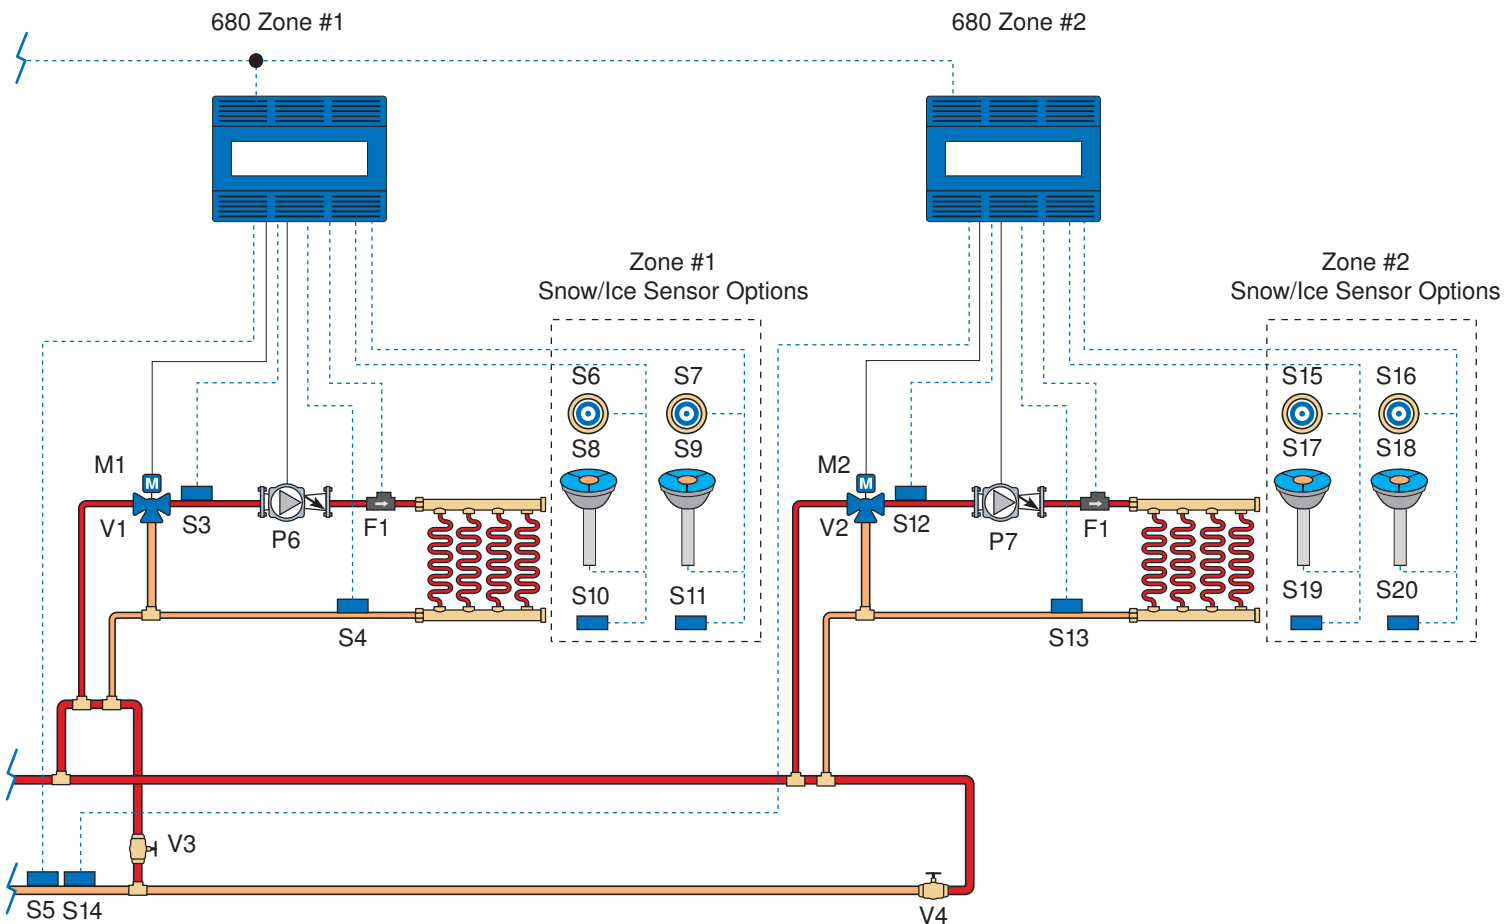 680 Zone #1
680 Zone #2
Zone #1
Snow/Ice Sensor Options
Zone #2
Snow/Ice Sensor Options
S6
S7
S15
S16
S8
S9
S17
S18
M1
M
M2
M
V1
S3
P6
F1
V2
S12
P7
F1
S10
S11
S19
S20
S4
S13
V3
S5
S14
V4